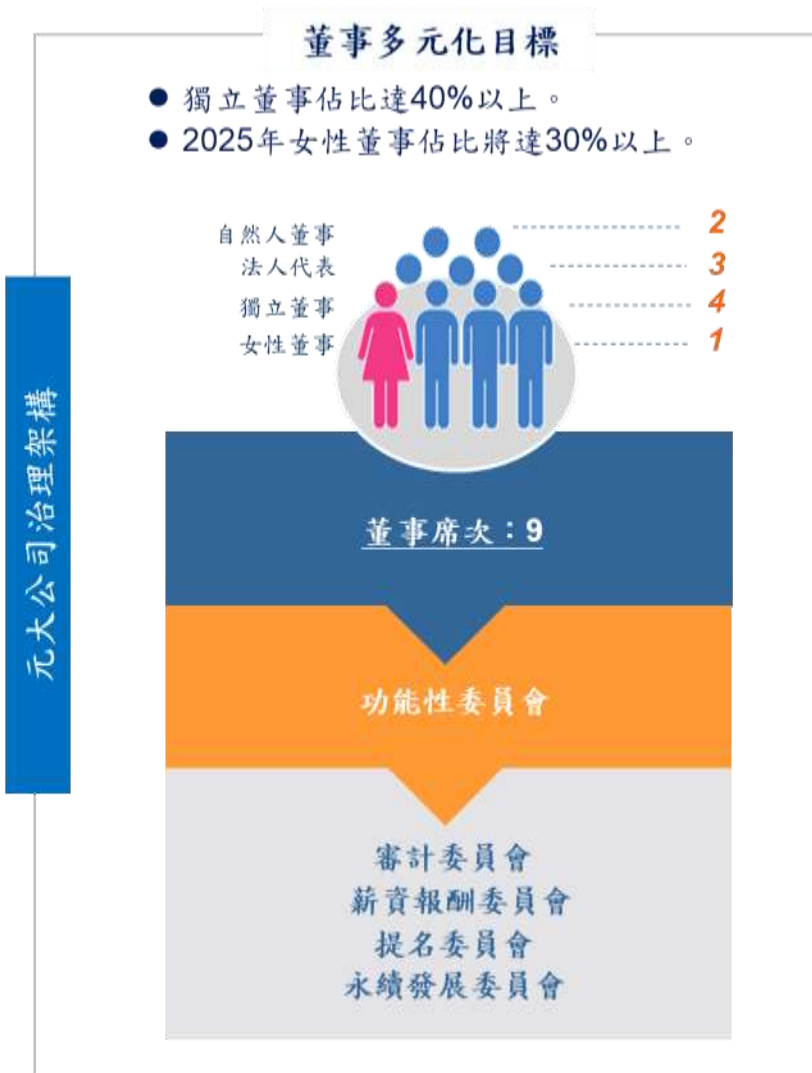 董事多元化目標
● 獨立董事佔比達40%以上。
● 2025年女性董事佔比將達30%以上。
自然人董事 2
法人代表 3
獨立董事 4
女性董事 1
元大公司治理架構
董事席次：9
功能性委員會
審計委員會
薪資報酬委員會
提名委員會
永續發展委員會